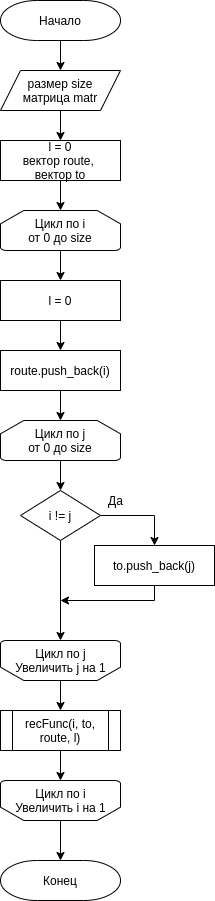 Начало
размер size
матрица matr
l = 0
вектор route,
вектор to
Цикл по i
от 0 до size
l = 0
route.push_back(i)
Цикл по j
от 0 до size
i != j
Да
to.push_back(j)
Цикл по j
Увеличить j на 1
recFunc(i, to,
route, l)
Цикл по i
Увеличить i на 1
Конец